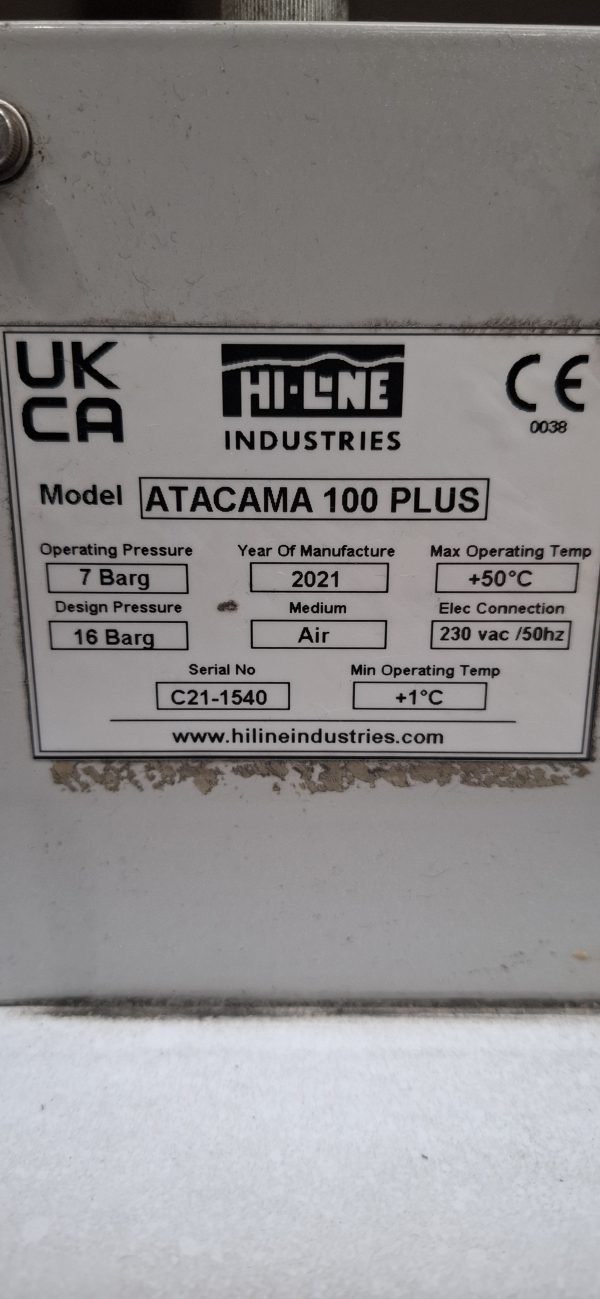 UK
CA
HI-LINE
INDUSTRIES
CE
0038
Model ATACAMA 100 PLUS
Operating Pressure Year Of Manufacture Max Operating Temp
7 Barg 2021 +50°C
Design Pressure Medium Elec Connection
16 Barg Air 230 vac /50hz
Serial No Min Operating Temp
C21-1540 +1°C
www.hilineindustries.com